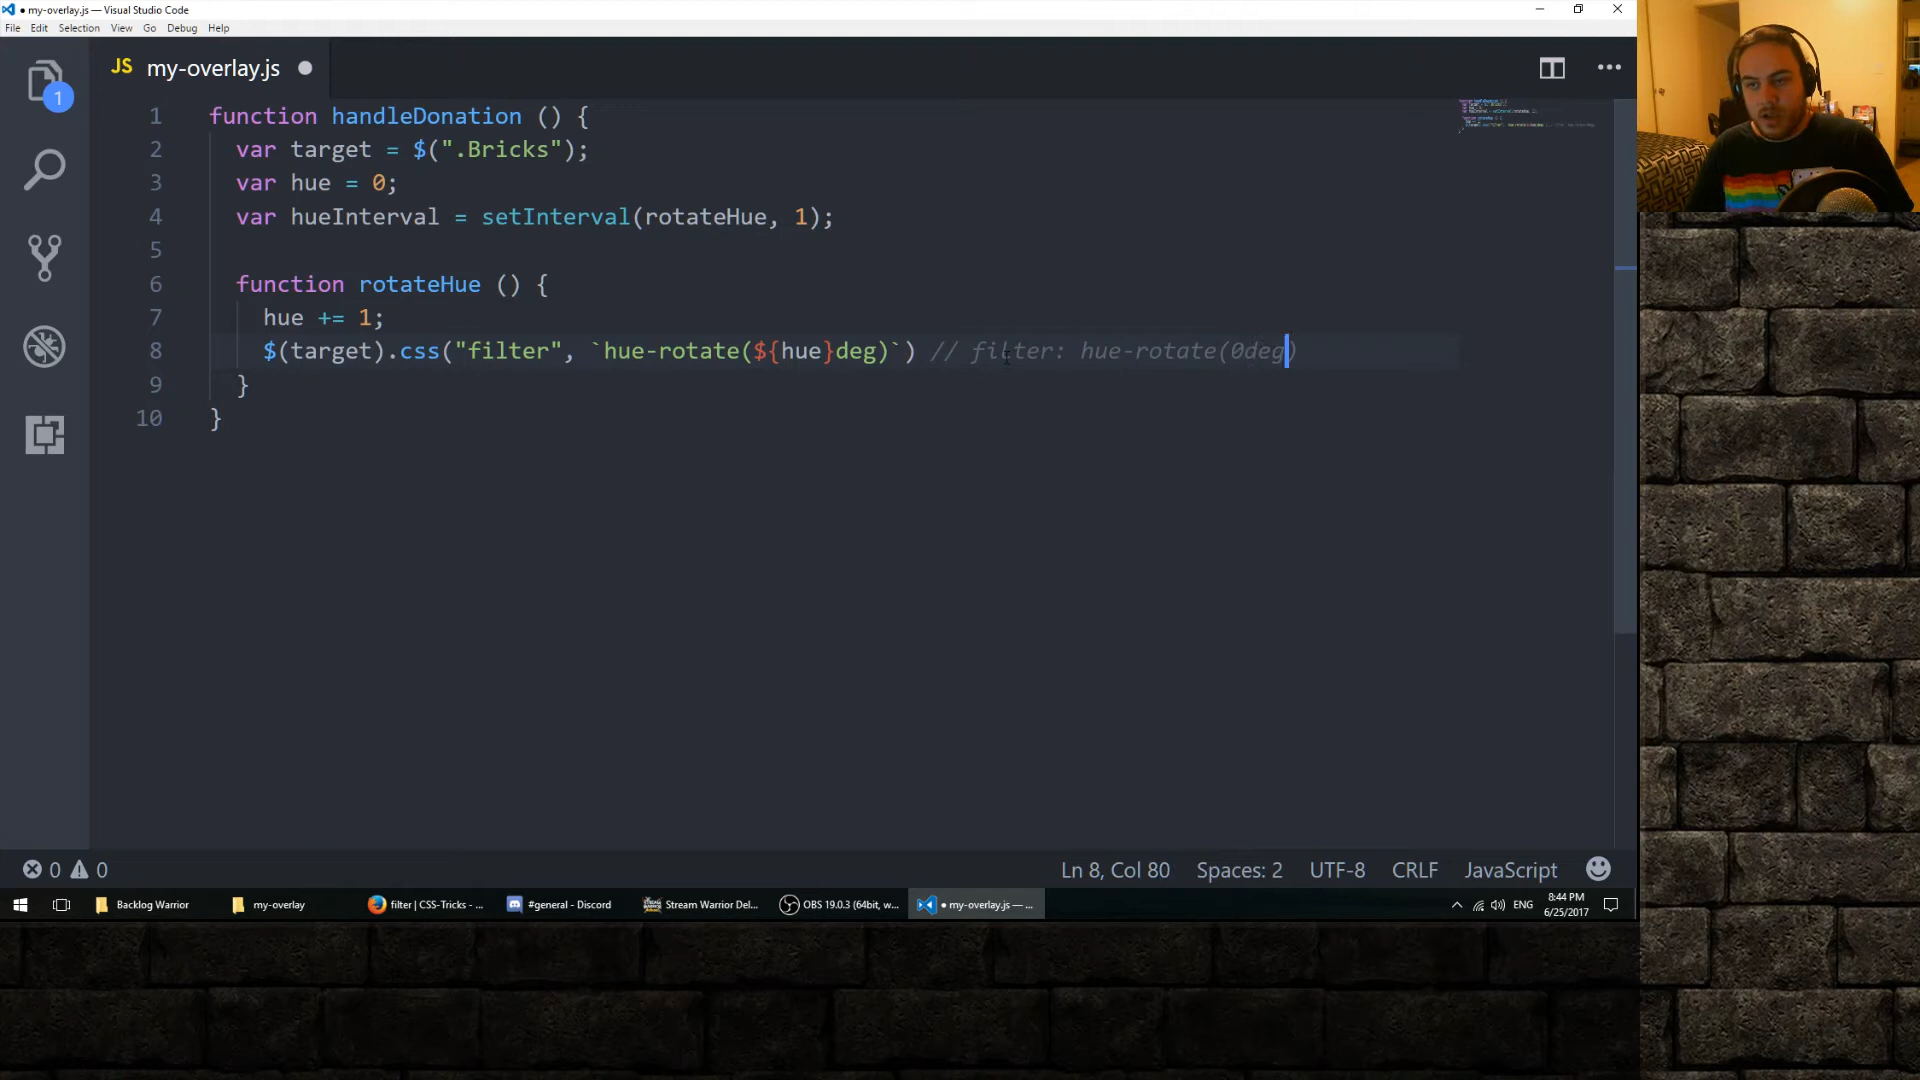 my-overlay.js — Visual Studio Code
File Edit Selection View Go Debug Help
JS my-overlay.js
1
1 function handleDonation () {
2 var target = $(".Bricks");
3 var hue = 0;
4 var hueInterval = setInterval(rotateHue, 1);
5
6 function rotateHue () {
7 hue += 1;
8 $(target).css("filter", `hue-rotate(${hue}deg)`) // filter: hue-rotate(0deg)
9 }
10 }
0 0 Ln 8, Col 80 Spaces: 2 UTF-8 CRLF JavaScript
Backlog Warrior my-overlay filter | CSS-Tricks - ... #general - Discord Stream Warrior Del... OBS 19.0.3 (64bit, w... my-overlay.js — ... ENG 8:44 PM
6/25/2017